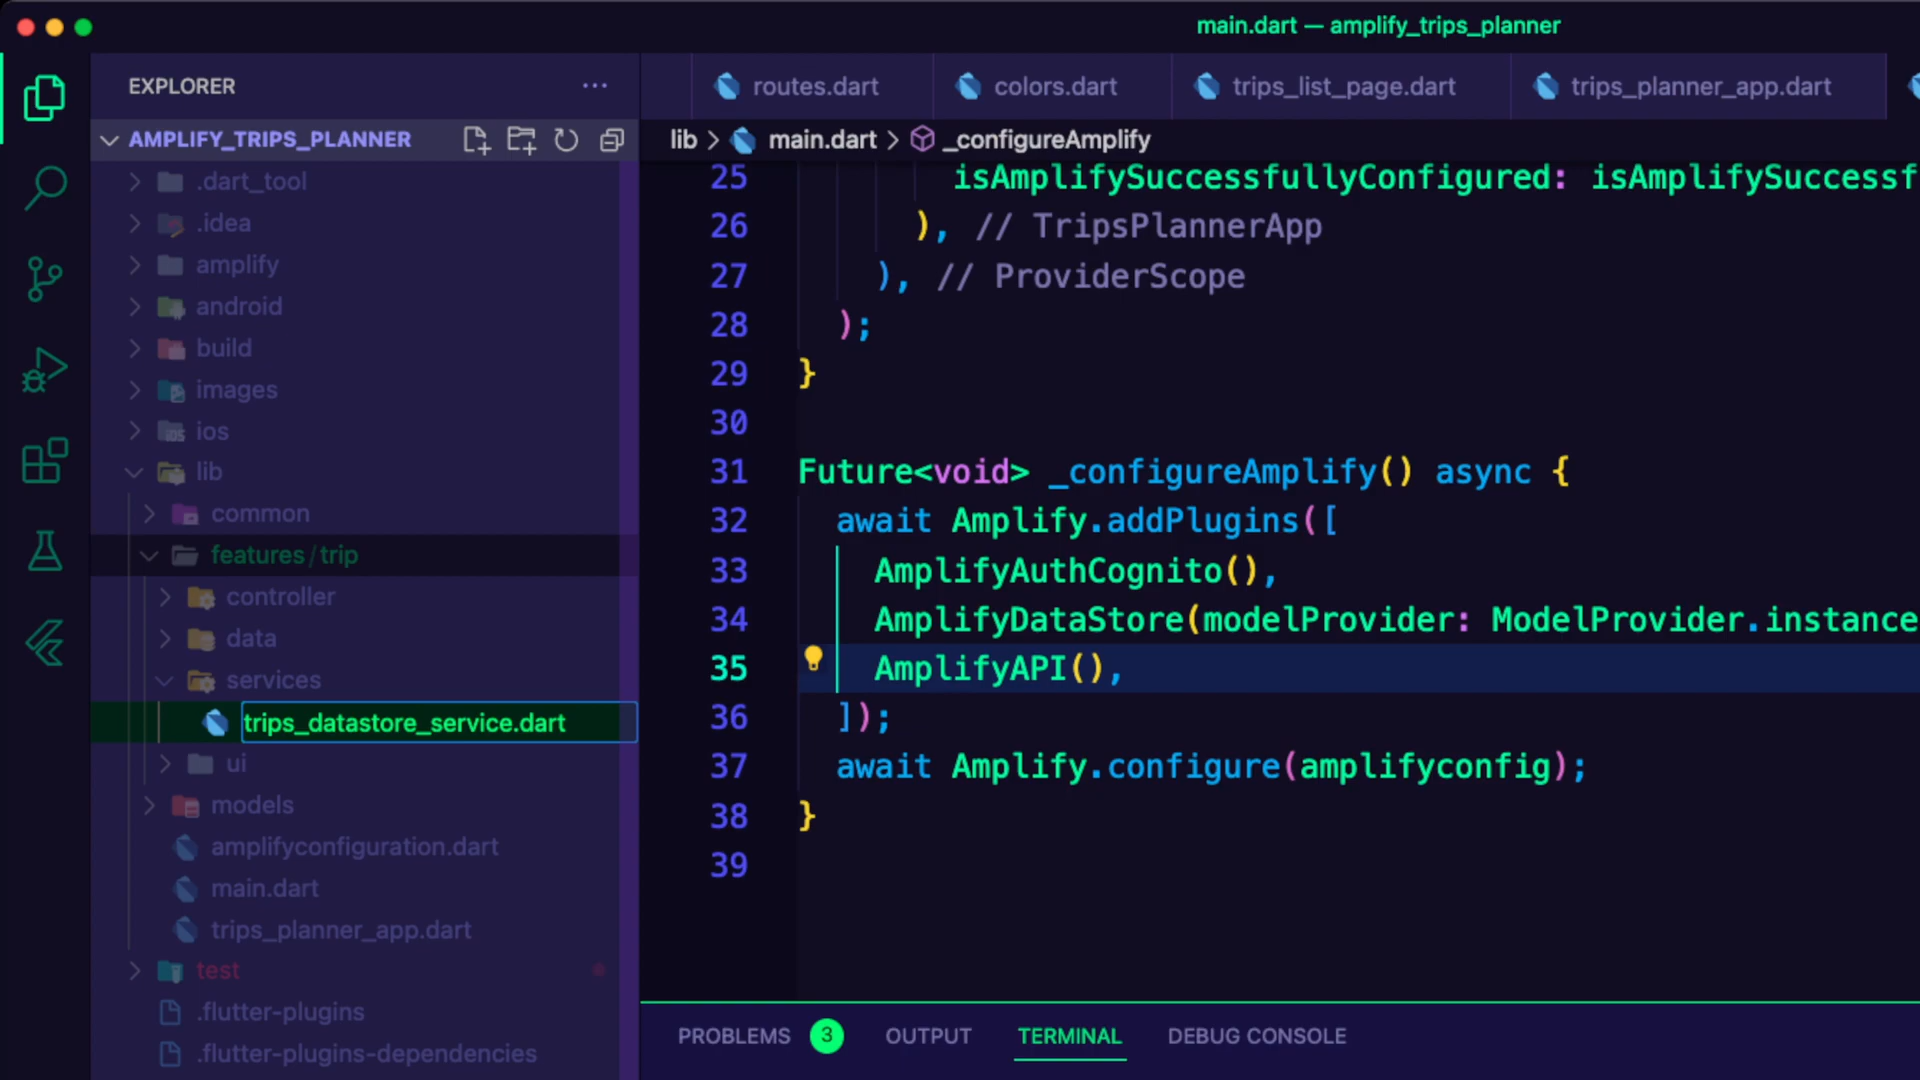 main.dart — amplify_trips_planner
EXPLORER
routes.dart
colors.dart
trips_list_page.dart
trips_planner_app.dart
AMPLIFY_TRIPS_PLANNER
lib > main.dart > _configureAmplify
.dart_tool
.idea
amplify
android
build
images
ios
lib
common
features/trip
controller
data
services
trips_datastore_service.dart
ui
models
amplifyconfiguration.dart
main.dart
trips_planner_app.dart
test
.flutter-plugins
.flutter-plugins-dependencies
25 isAmplifySuccessfullyConfigured: isAmplifySuccessf
26 ), // TripsPlannerApp
27 ), // ProviderScope
28 );
29 }
30
31 Future<void> _configureAmplify() async {
32 await Amplify.addPlugins([
33 AmplifyAuthCognito(),
34 AmplifyDataStore(modelProvider: ModelProvider.instance
35 AmplifyAPI(),
36 ]);
37 await Amplify.configure(amplifyconfig);
38 }
39
PROBLEMS 3 OUTPUT TERMINAL DEBUG CONSOLE